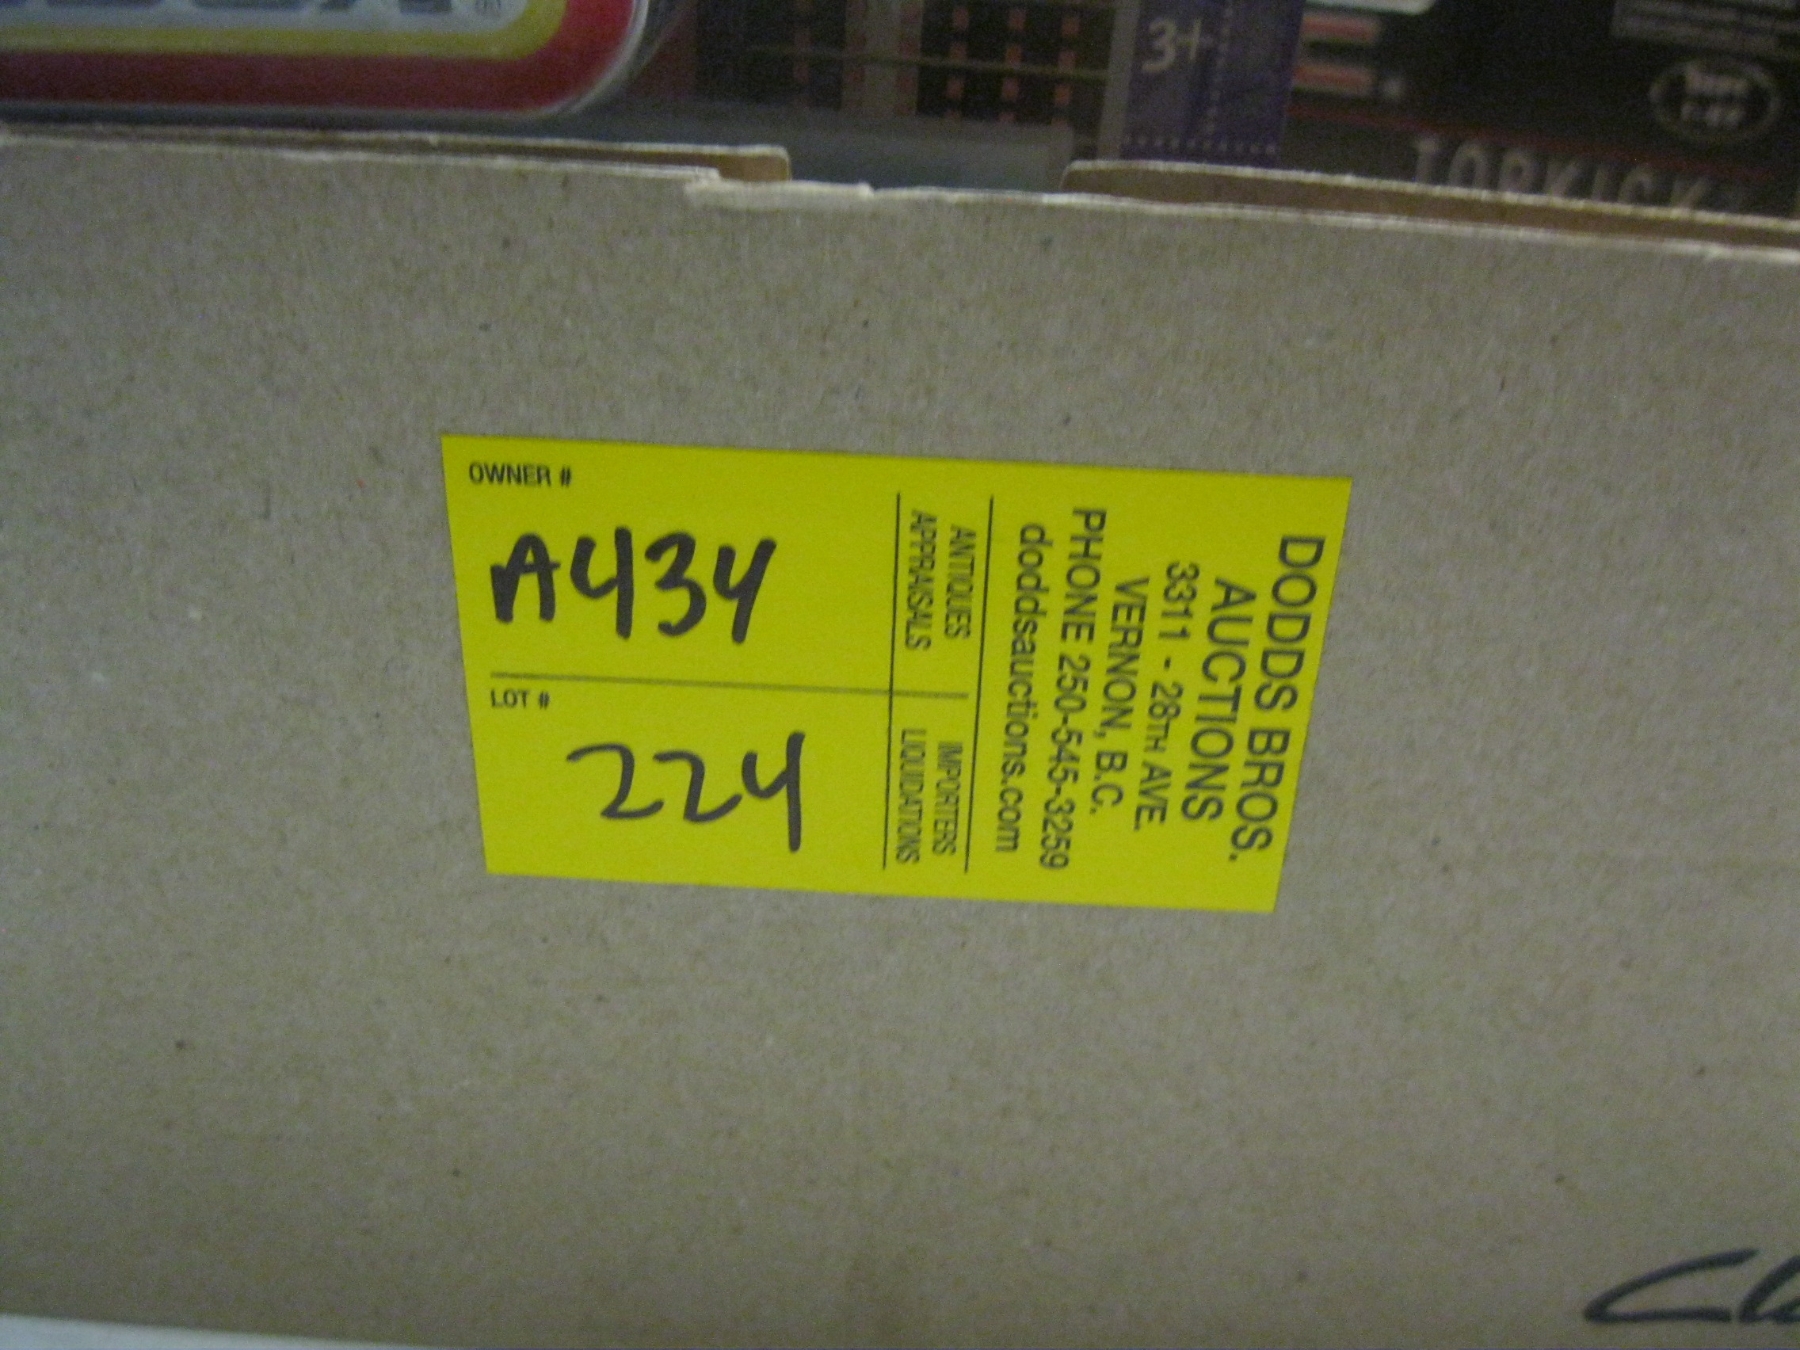 3+
TORKICK
OWNER #
A434
LOT #
224
ANTIQUES
APPRAISALS
IMPORTERS
LIQUIDATIONS
DODDS BROS.
AUCTIONS
3311 - 28TH AVE.
VERNON, B.C.
PHONE 250-545-3259
doddsauctions.com